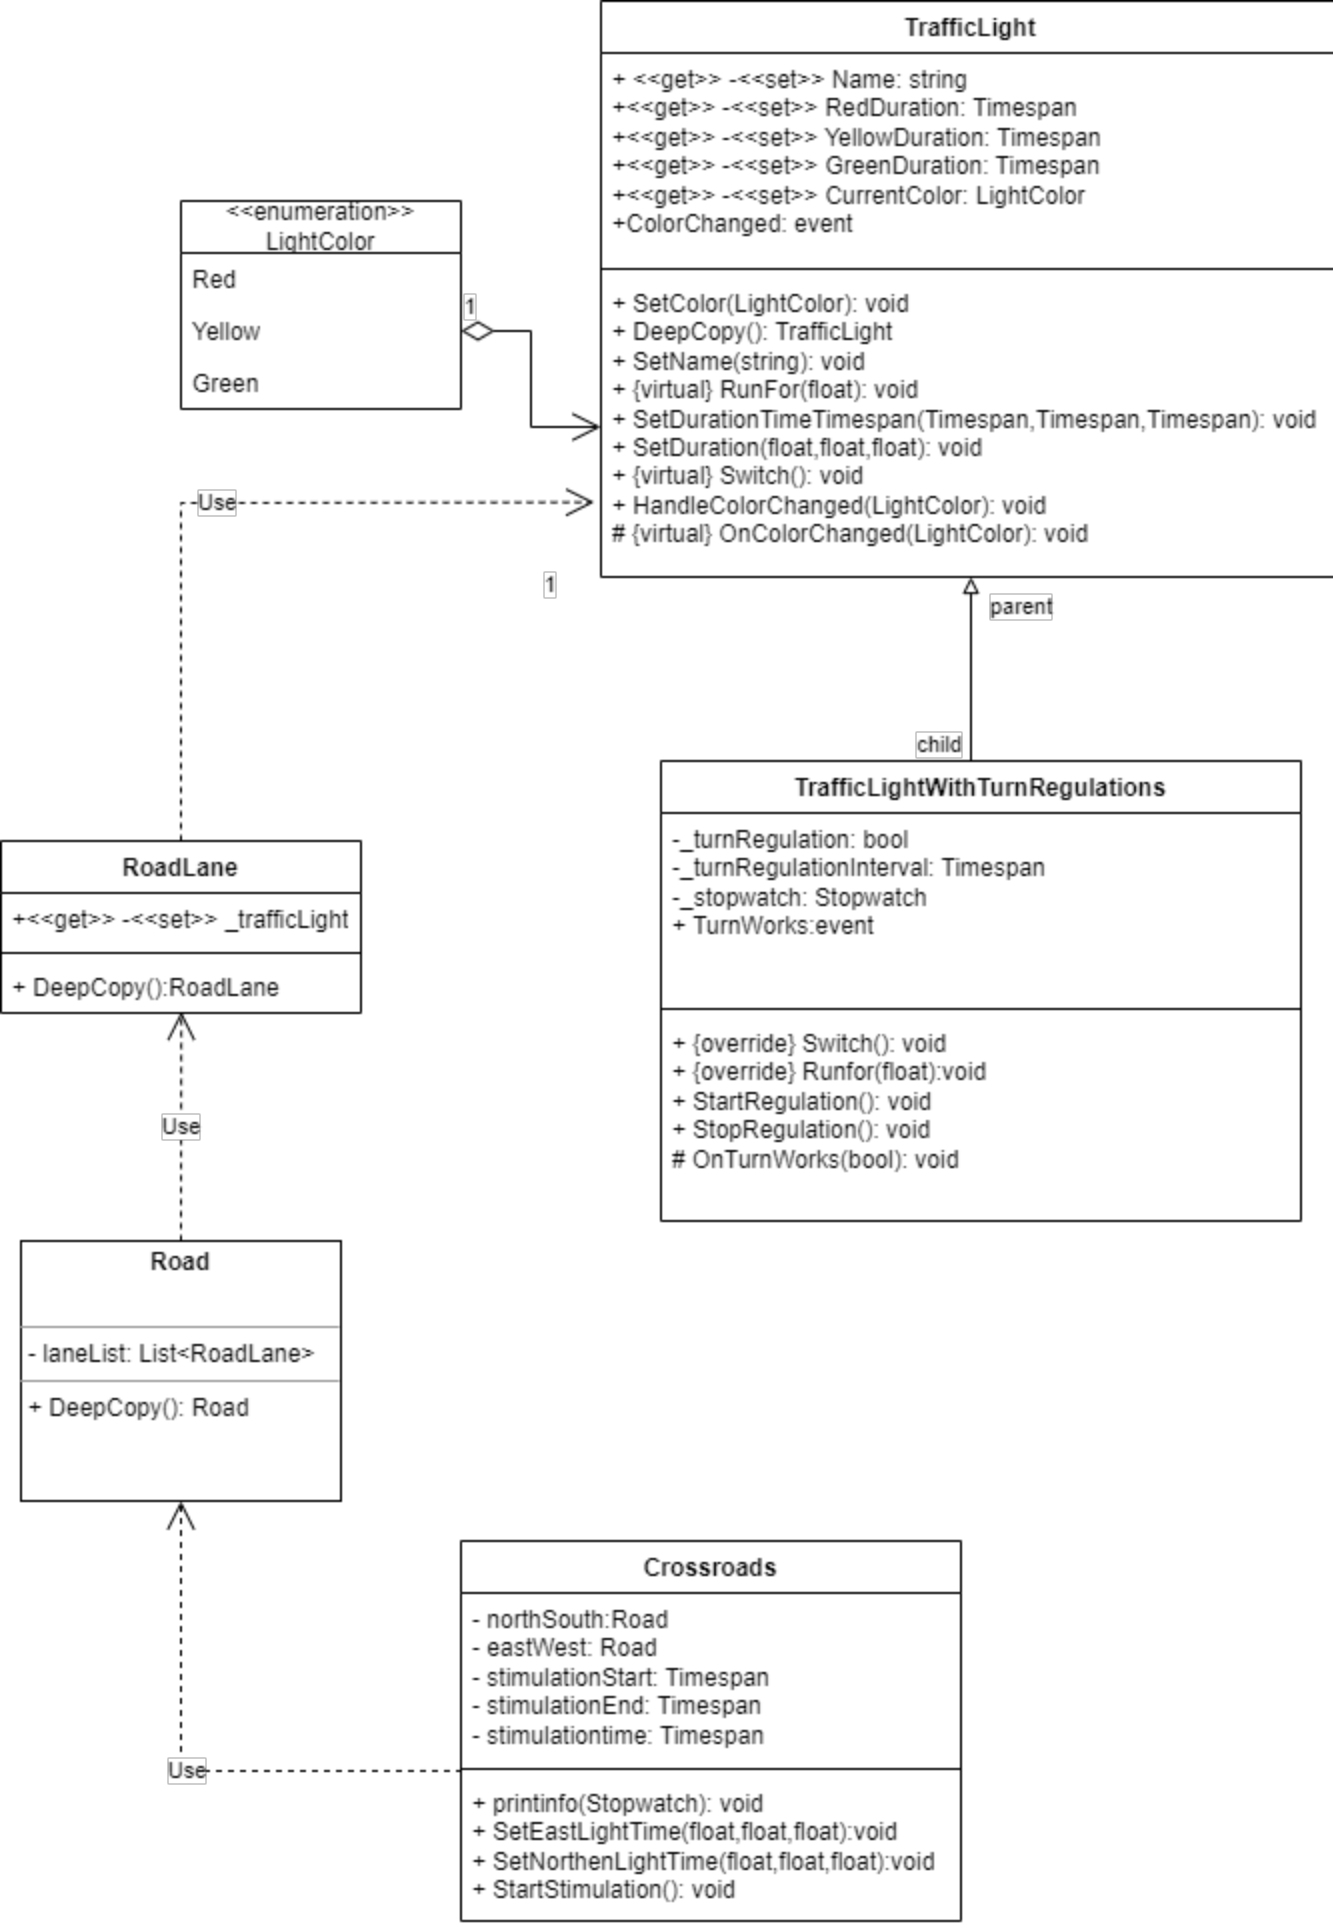 TrafficLight
+ <<get>> -<<set>> Name: string
+<<get>> -<<set>> RedDuration: Timespan
+<<get>> -<<set>> YellowDuration: Timespan
+<<get>> -<<set>> GreenDuration: Timespan
+<<get>> -<<set>> CurrentColor: LightColor
+ColorChanged: event
+ SetColor(LightColor): void
+ DeepCopy(): TrafficLight
+ SetName(string): void
+ {virtual} RunFor(float): void
+ SetDurationTimeTimespan(Timespan,Timespan,Timespan): void
+ SetDuration(float,float,float): void
+ {virtual} Switch(): void
+ HandleColorChanged(LightColor): void
# {virtual} OnColorChanged(LightColor): void
<<enumeration>>
LightColor
Red
Yellow
Green
1
Use
1
parent
child
TrafficLightWithTurnRegulations
-_turnRegulation: bool
-_turnRegulationInterval: Timespan
-_stopwatch: Stopwatch
+ TurnWorks:event
+ {override} Switch(): void
+ {override} Runfor(float):void
+ StartRegulation(): void
+ StopRegulation(): void
# OnTurnWorks(bool): void
RoadLane
+<<get>> -<<set>> _trafficLight
+ DeepCopy():RoadLane
Use
Road
- laneList: List<RoadLane>
+ DeepCopy(): Road
Use
Crossroads
- northSouth:Road
- eastWest: Road
- stimulationStart: Timespan
- stimulationEnd: Timespan
- stimulationtime: Timespan
+ printinfo(Stopwatch): void
+ SetEastLightTime(float,float,float):void
+ SetNorthenLightTime(float,float,float):void
+ StartStimulation(): void